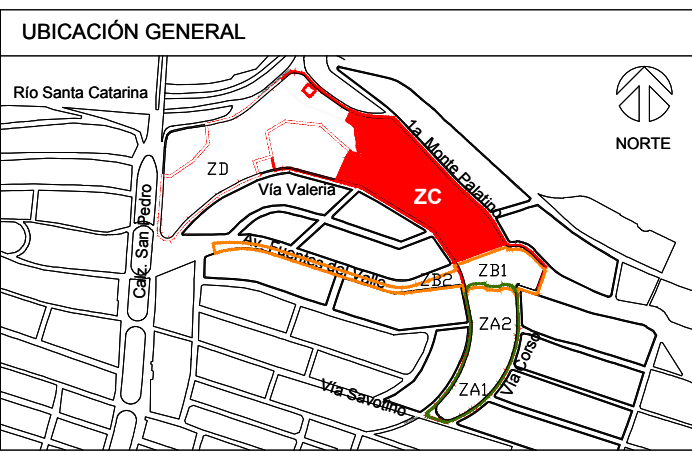 UBICACIÓN GENERAL
Río Santa Catarina
NORTE
1a. Monte Palatino
ZD
Vía Valeria
ZC
Calz. San Pedro
Av. Fuentes del Valle
ZB2
ZB1
ZA2
Vía Corso
ZA1
Vía Savotino